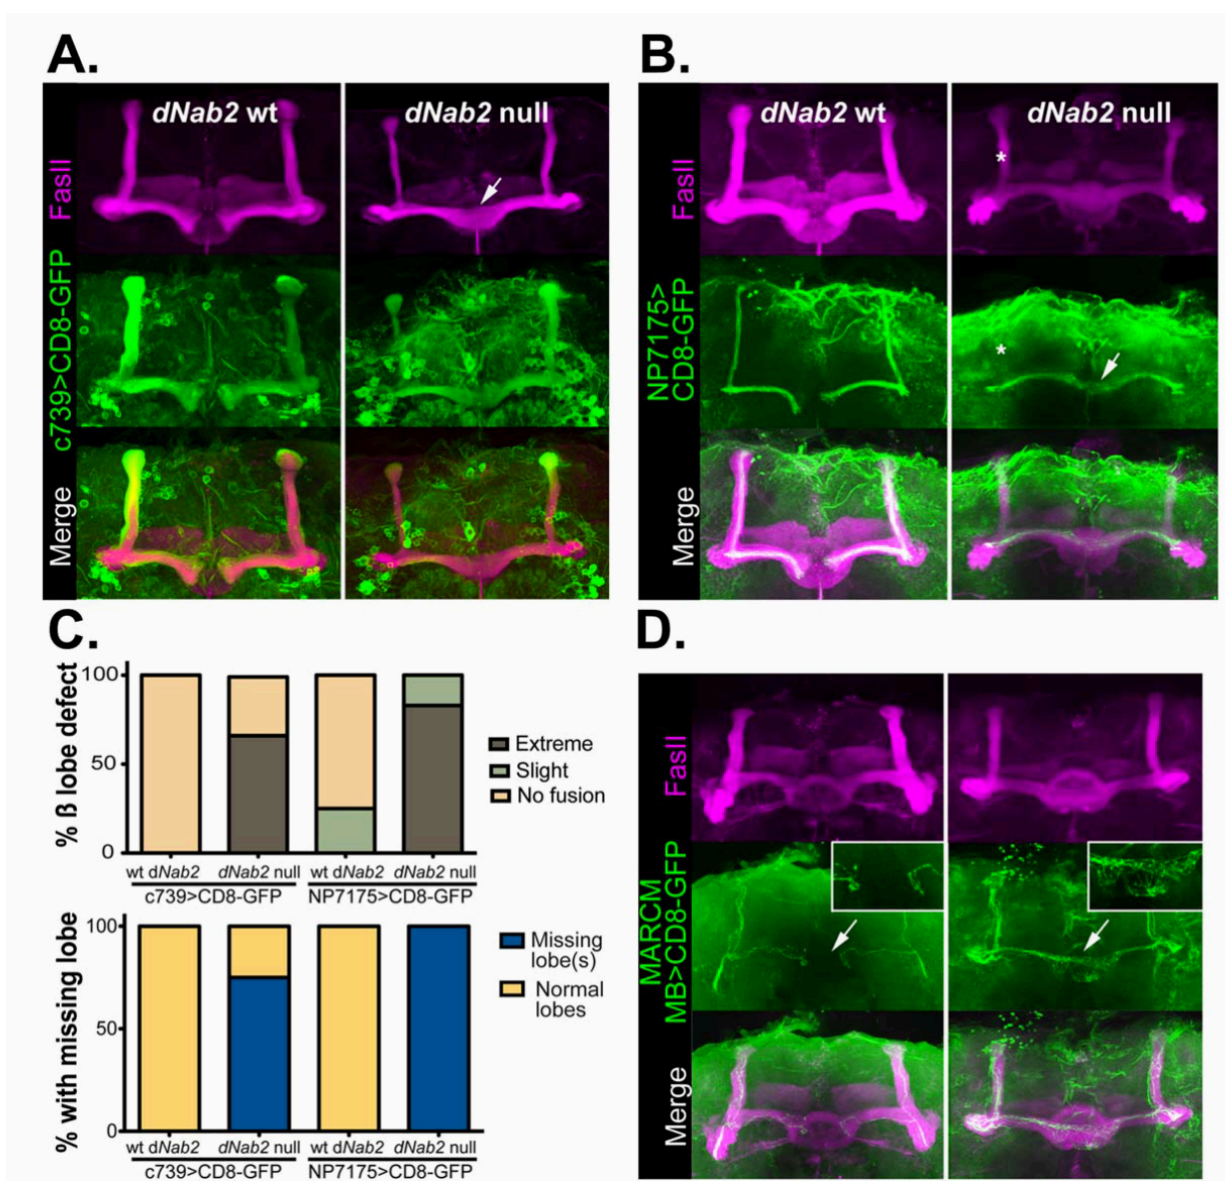 A.
dNab2 wt
dNab2 null
FasII
c739>CD8-GFP
Merge
B.
dNab2 wt
dNab2 null
FasII
*
NP7175>
CD8-GFP
*
Merge
C.
% ß lobe defect
100
50
0
Extreme
Slight
No fusion
wt dNab2
dNab2 null
wt dNab2
dNab2 null
c739>CD8-GFP
NP7175>CD8-GFP
% with missing lobe
100
50
0
Missing
lobe(s)
Normal
lobes
wt dNab2
dNab2 null
wt dNab2
dNab2 null
c739>CD8-GFP
NP7175>CD8-GFP
D.
FasII
MARCM
MB>CD8-GFP
Merge